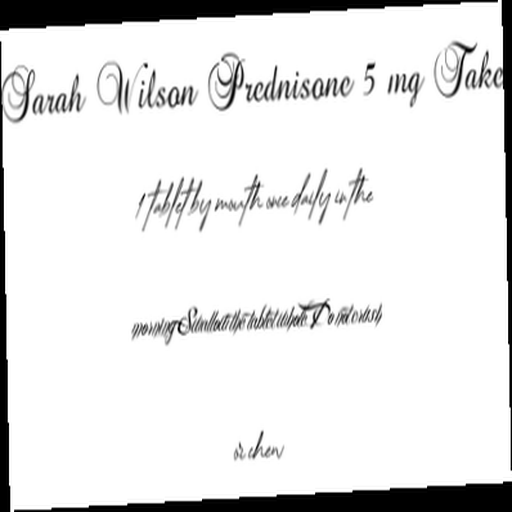 Sarah Wilson Prednisone 5 mg Take
1 tablet by mouth once daily in the
morning Swallow the tablet whole Do not crush
or chew